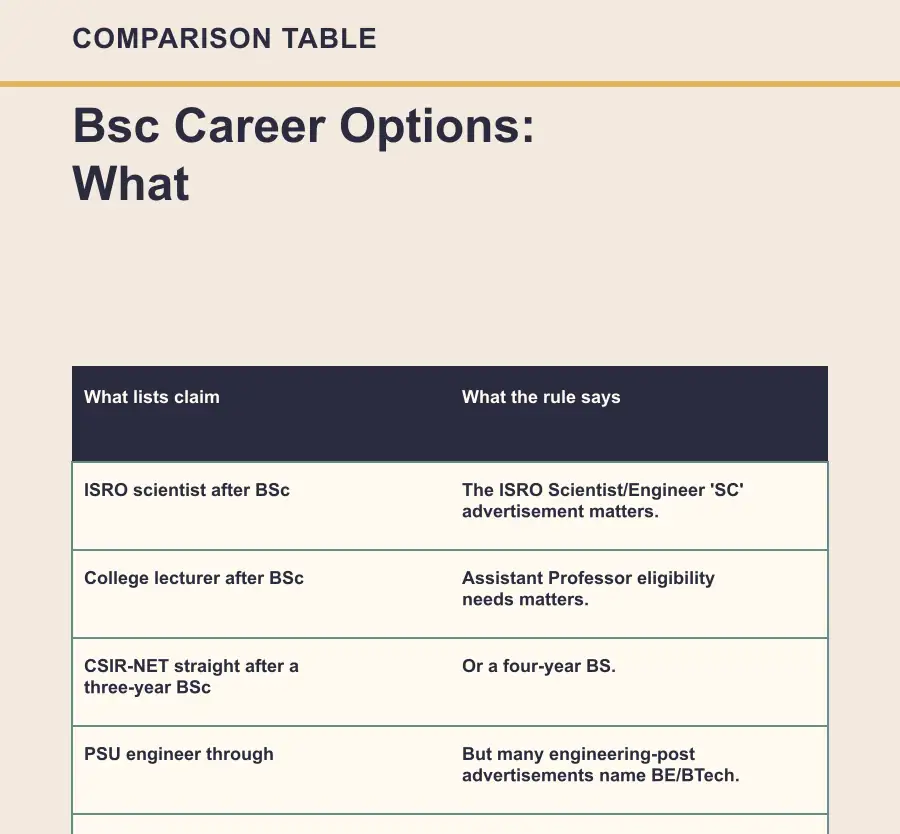 COMPARISON TABLE
Bsc Career Options:
What
What lists claim
What the rule says
ISRO scientist after BSc
The ISRO Scientist/Engineer 'SC'
advertisement matters.
College lecturer after BSc
Assistant Professor eligibility
needs matters.
CSIR-NET straight after a
three-year BSc
Or a four-year BS.
PSU engineer through
But many engineering-post
advertisements name BE/BTech.